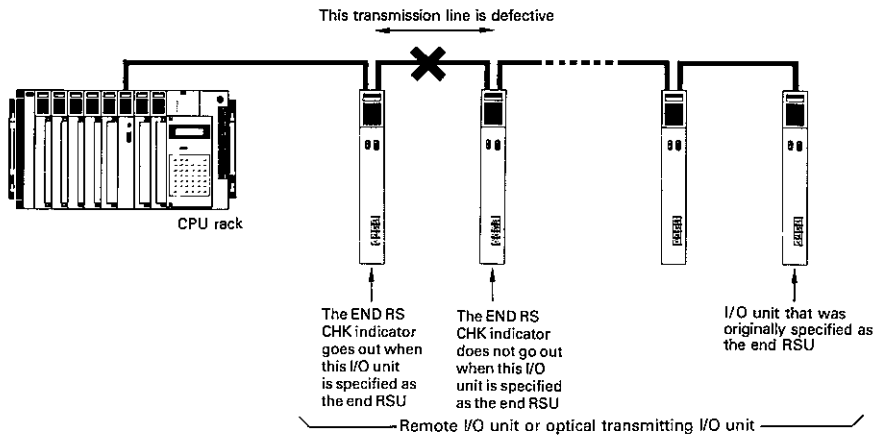 This transmission line is defective
CPU rack
The END RS
CHK indicator
goes out when
this I/O unit
is specified as
the end RSU
The END RS
CHK indicator
does not go out
when this I/O
unit is specified
as the end RSU
I/O unit that was
originally specified as
the end RSU
Remote I/O unit or optical transmitting I/O unit